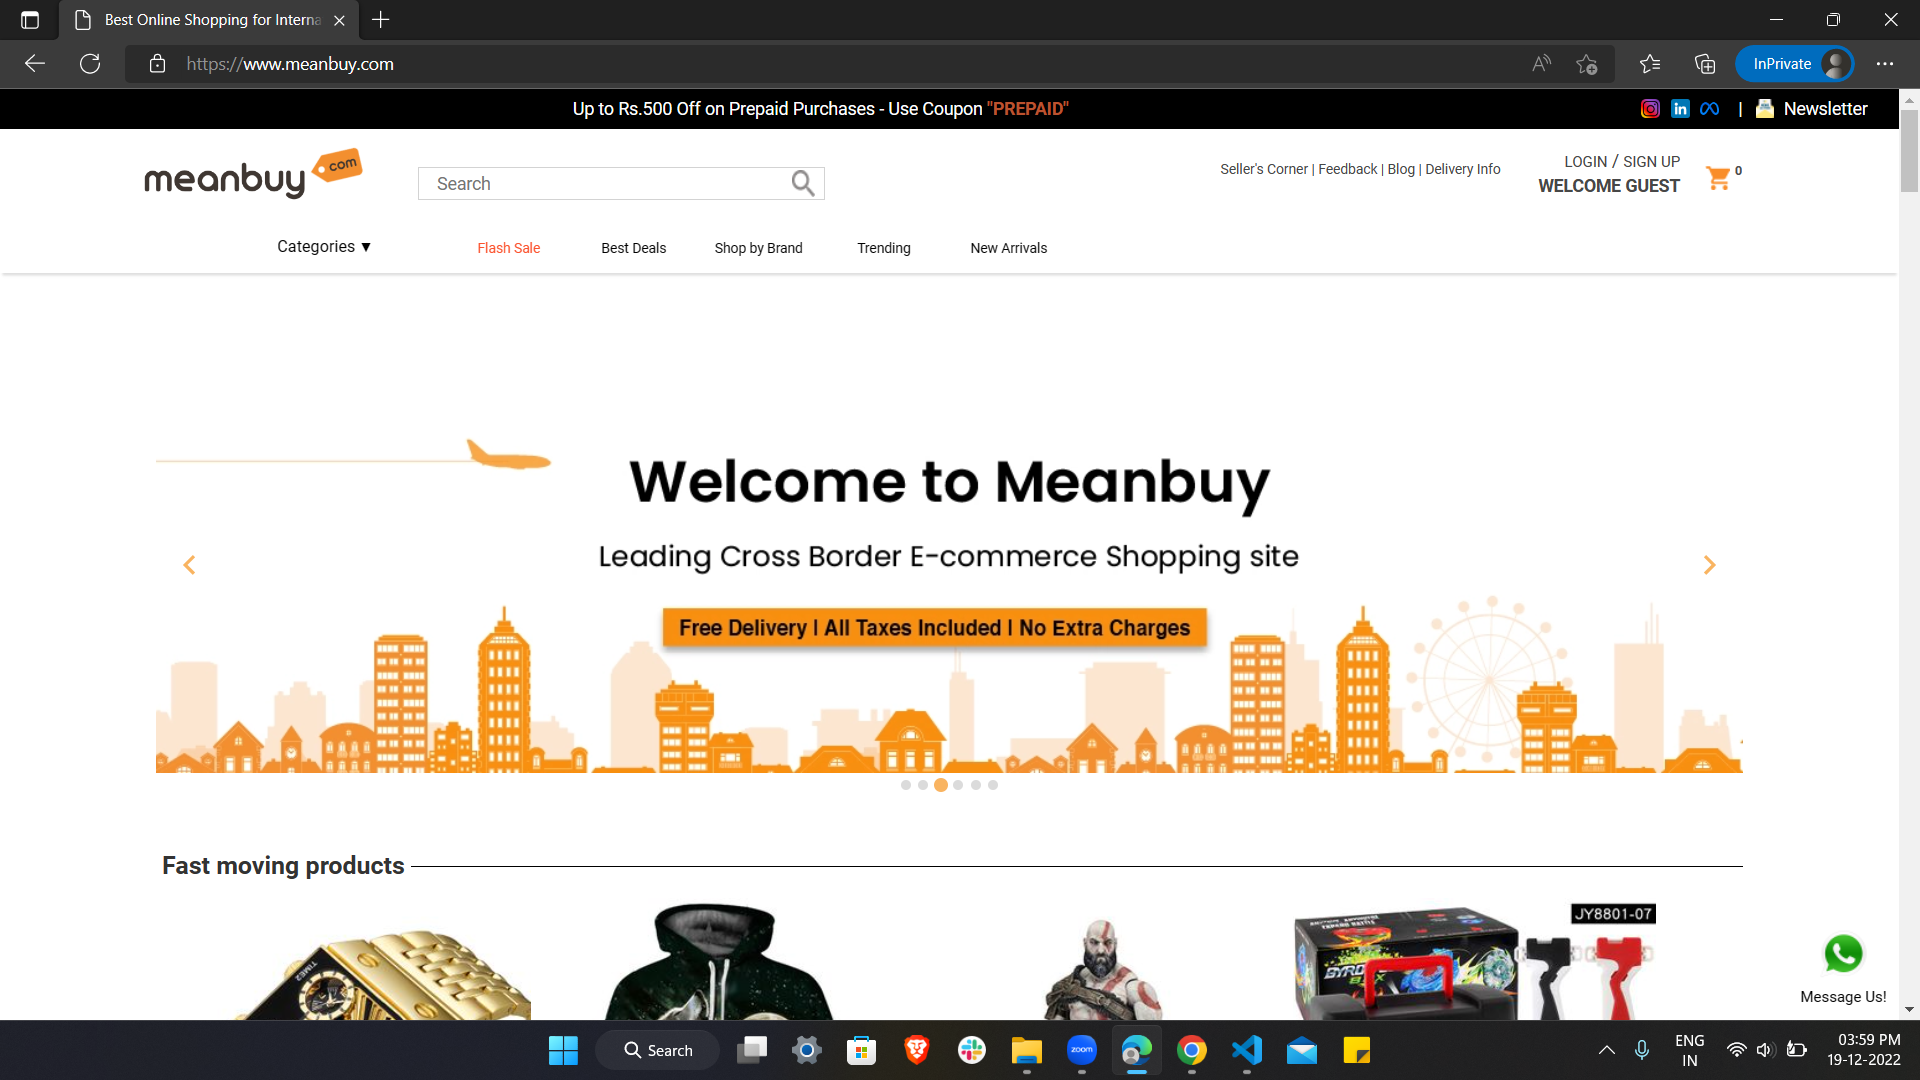 Best Online Shopping for Interna
https://www.meanbuy.com
InPrivate
Up to Rs.500 Off on Prepaid Purchases - Use Coupon "PREPAID"
| Newsletter
meanbuy com
Search
Seller's Corner | Feedback | Blog | Delivery Info
LOGIN / SIGN UP
WELCOME GUEST
0
Categories ▼
Flash Sale
Best Deals
Shop by Brand
Trending
New Arrivals
Welcome to Meanbuy
Leading Cross Border E-commerce Shopping site
Free Delivery | All Taxes Included | No Extra Charges
Fast moving products
JY8801-07
Message Us!
Search
zoom
ENG
IN
03:59 PM
19-12-2022